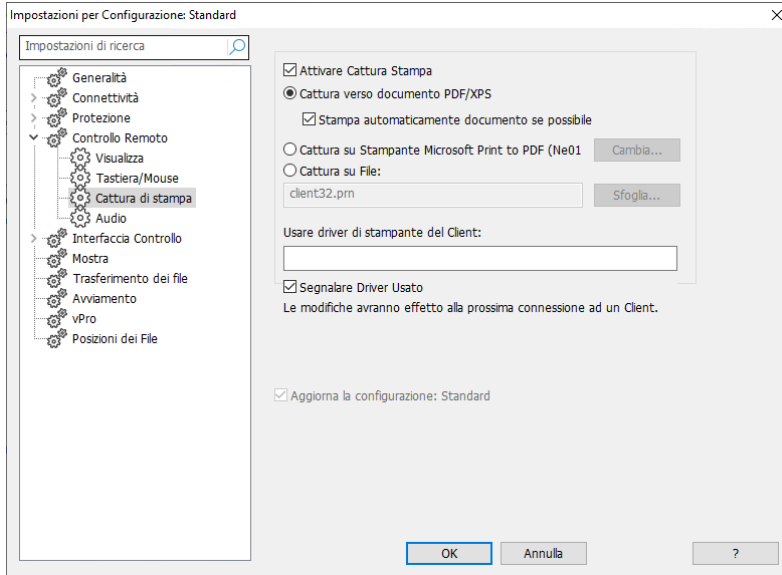 Impostazioni per Configurazione: Standard
Impostazioni di ricerca
Generalità
Connettività
Protezione
Controllo Remoto
Visualizza
Tastiera/Mouse
Cattura di stampa
Audio
Interfaccia Controllo
Mostra
Trasferimento dei file
Avviamento
vPro
Posizioni dei File
Attivare Cattura Stampa
Cattura verso documento PDF/XPS
Stampa automaticamente documento se possibile
Cattura su Stampante Microsoft Print to PDF (Ne01
Cambia...
Cattura su File:
client32.prn
Sfoglia...
Usare driver di stampante del Client:
Segnalare Driver Usato
Le modifiche avranno effetto alla prossima connessione ad un Client.
Aggiorna la configurazione: Standard
OK
Annulla
?